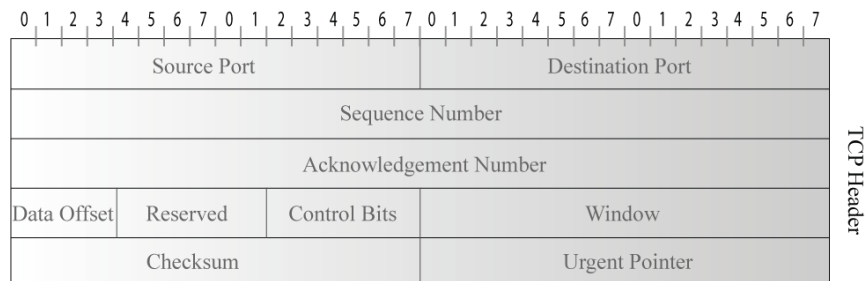 0 1 2 3 4 5 6 7 0 1 2 3 4 5 6 7 0 1 2 3 4 5 6 7 0 1 2 3 4 5 6 7
Source Port Destination Port
Sequence Number
Acknowledgement Number
Data Offset Reserved Control Bits Window
Checksum Urgent Pointer
TCP Header